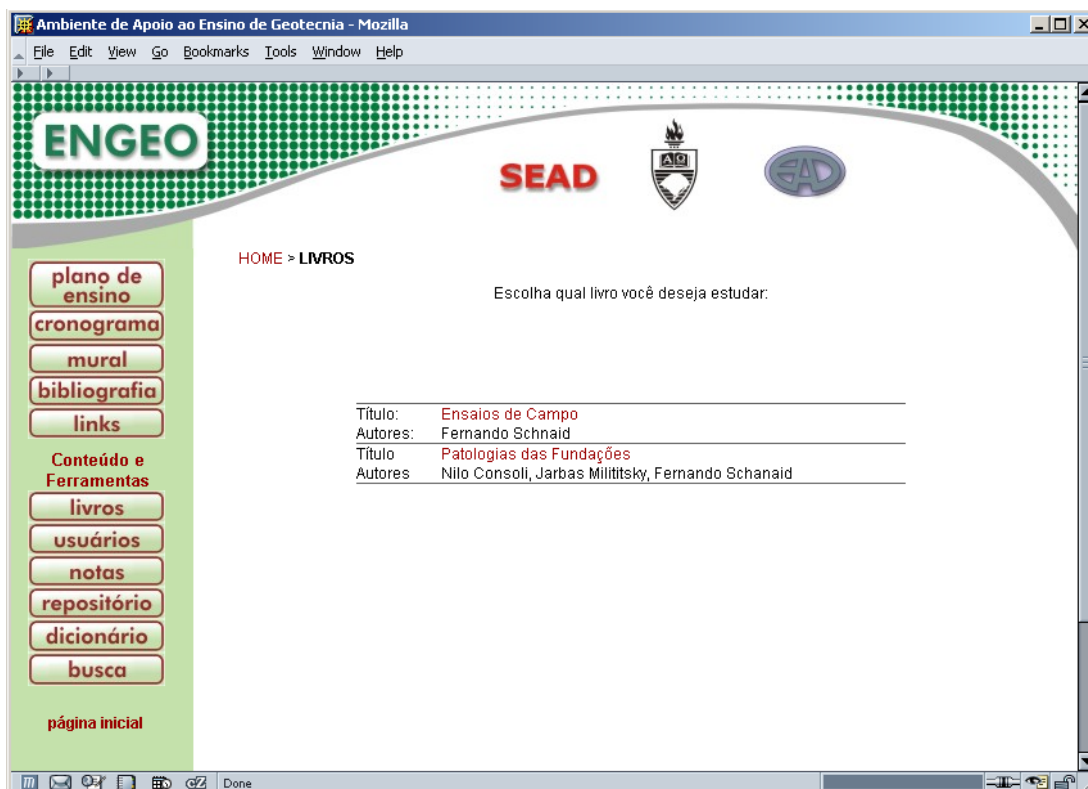 Ambiente de Apoio ao Ensino de Geotecnia - Mozilla
File Edit View Go Bookmarks Tools Window Help
ENGEO
SEAD
ΑΩ
EAD
HOME > LIVROS
Escolha qual livro você deseja estudar:
plano de
ensino
cronograma
mural
bibliografia
links
Conteúdo e
Ferramentas
livros
usuários
notas
repositório
dicionário
busca
página inicial
Título: Ensaios de Campo
Autores: Fernando Schnaid
Título Patologias das Fundaçőes
Autores Nilo Consoli, Jarbas Milititsky, Fernando Schanaid
Done